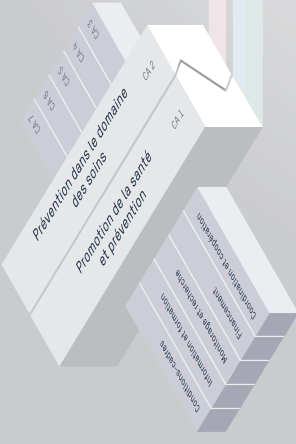 CA 3
CA 4
CA 5
CA 6
CA 7
CA 2
Prévention dans le domaine
des soins
CA 1
Promotion de la santé
et prévention
Coordination et coopération
Financement
Monitorage et recherche
Information et formation
Conditions-cadres